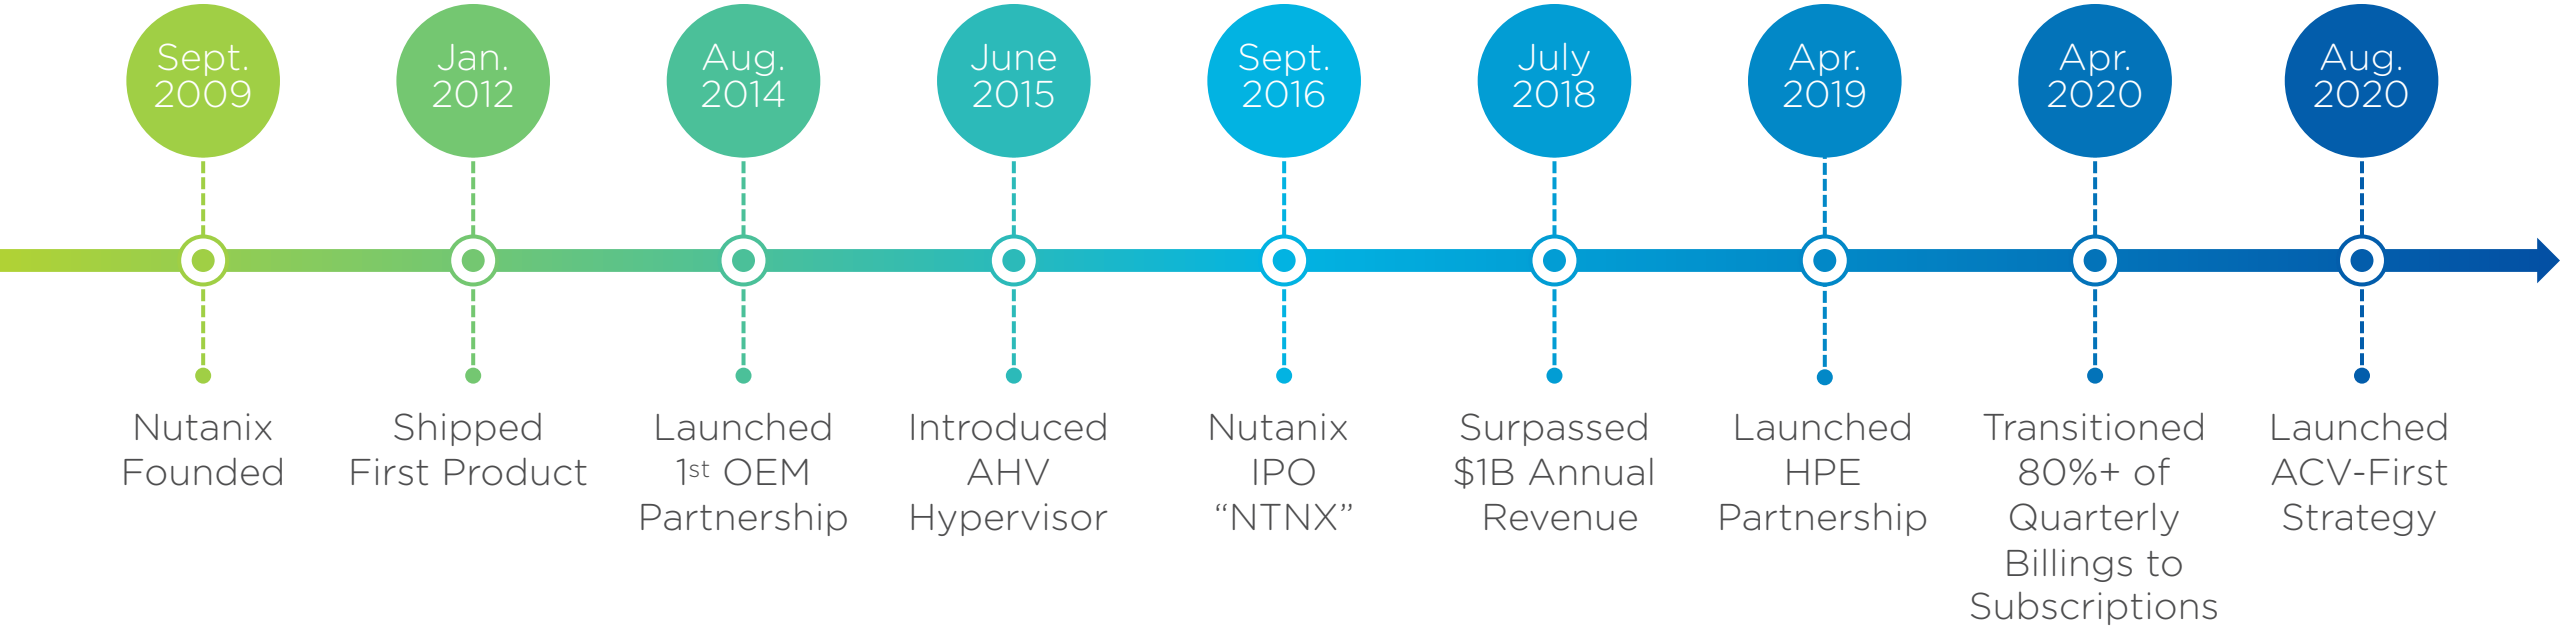 Sept.
2009
Jan.
2012
Aug.
2014
June
2015
Sept.
2016
July
2018
Apr.
2019
Apr.
2020
Aug.
2020
Nutanix
Founded
Shipped
First Product
Launched
1st OEM
Partnership
Introduced
AHV
Hypervisor
Nutanix
IPO
“NTNX”
Surpassed
$1B Annual
Revenue
Launched
HPE
Partnership
Transitioned
80%+ of
Quarterly
Billings to
Subscriptions
Launched
ACV-First
Strategy